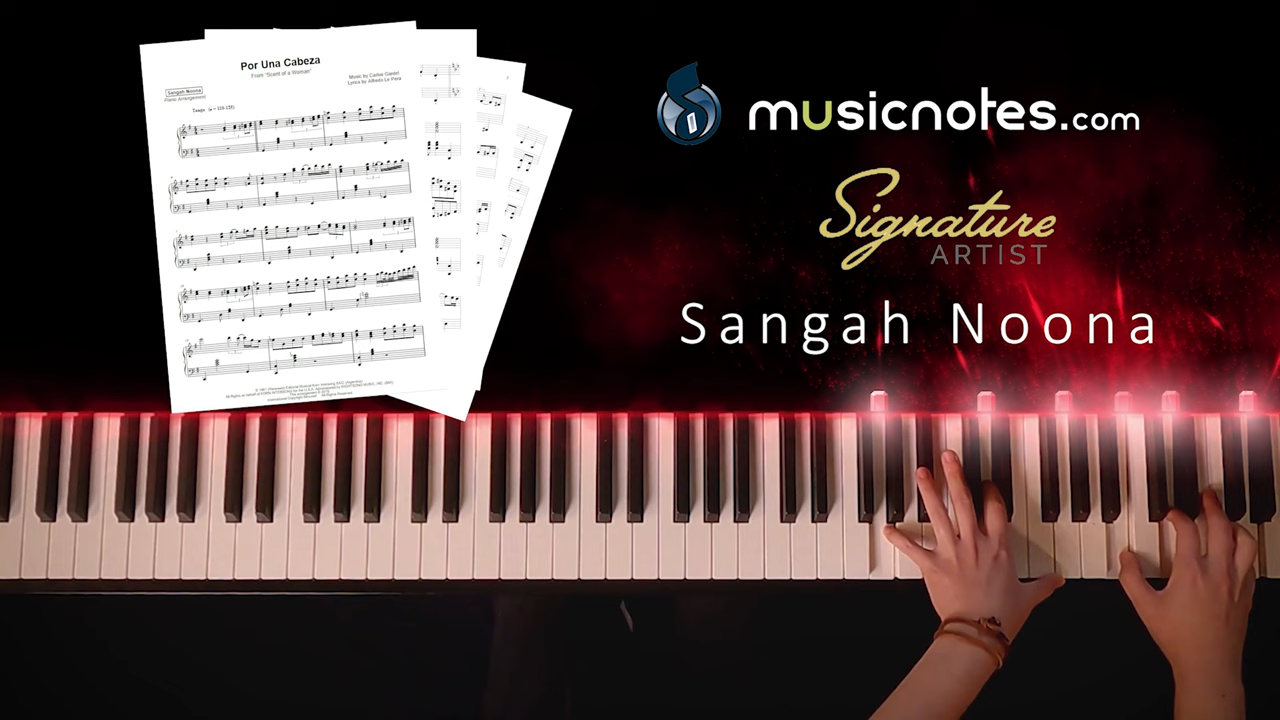 Por Una Cabeza
From "Scent of a Woman"
Music by Carlos Gardel
Lyrics by Alfredo Le Pera
Sangah Noona
Piano Arrangement
Tango
musicnotes.com
Signature
ARTIST
Sangah Noona